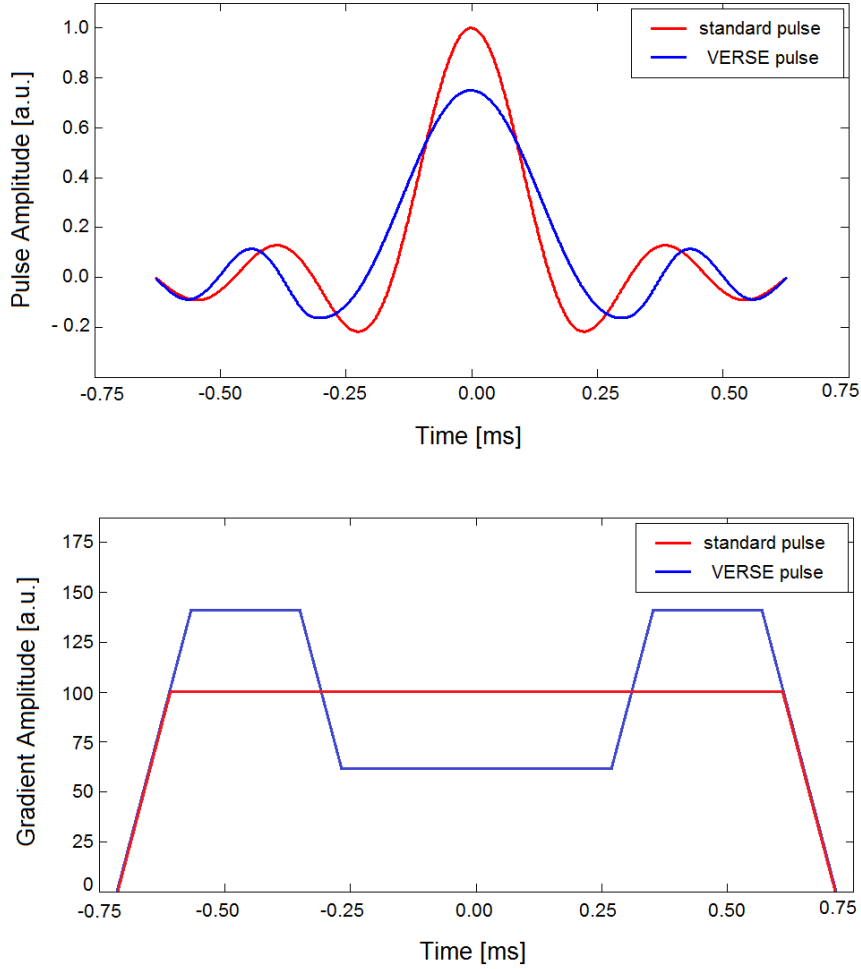 1.0
0.8
0.6
0.4
0.2
0.0
- 0.2
Pulse Amplitude [a.u.]
standard pulse
VERSE pulse
-0.75 -0.50 -0.25 0.00 0.25 0.50 0.75
Time [ms]
175
150
125
100
75
50
25
0
Gradient Amplitude [a.u.]
standard pulse
VERSE pulse
-0.75 -0.50 -0.25 0.00 0.25 0.50 0.75
Time [ms]